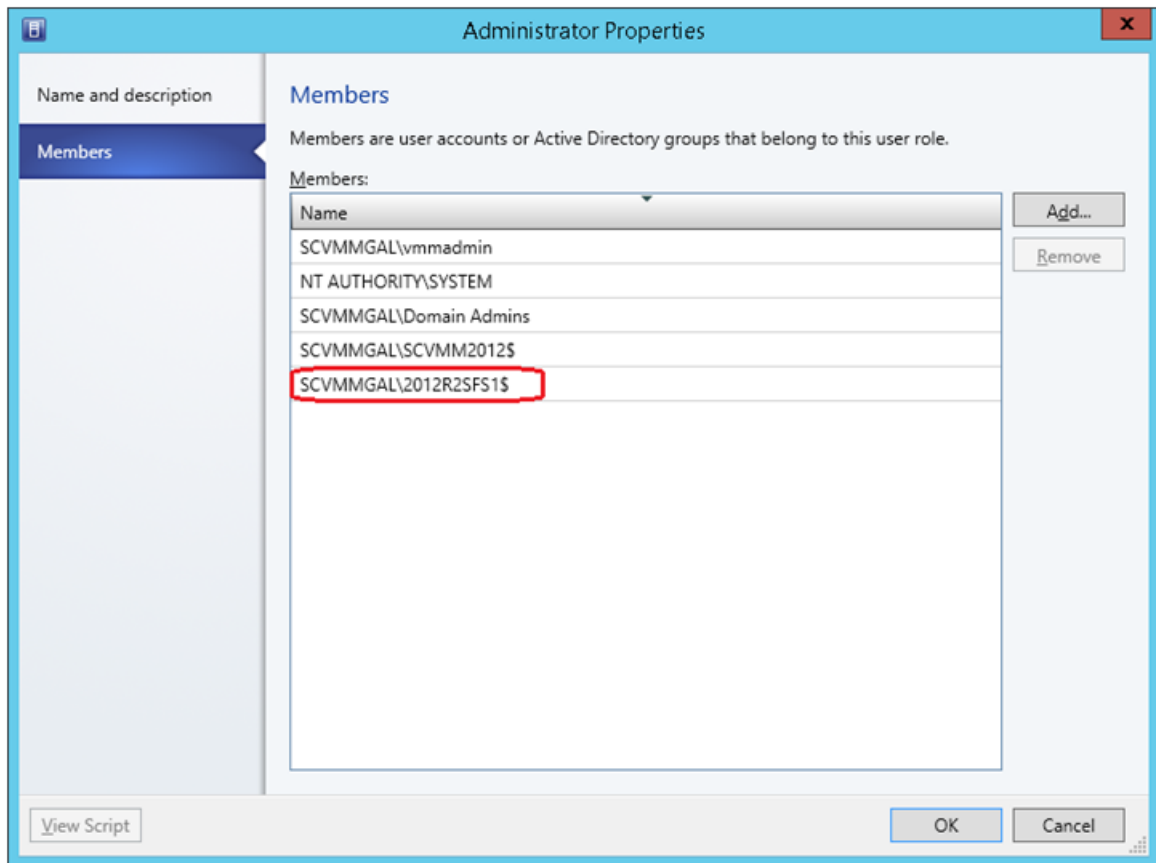 Administrator Properties
x
Name and description
Members
Members
Members are user accounts or Active Directory groups that belong to this user role.
Members:
Name
Add...
SCVMMGAL\vmmadmin
Remove
NT AUTHORITY\SYSTEM
SCVMMGAL\Domain Admins
SCVMMGAL\SCVMM2012$
SCVMMGAL\2012R2SFS1$
View Script
OK
Cancel